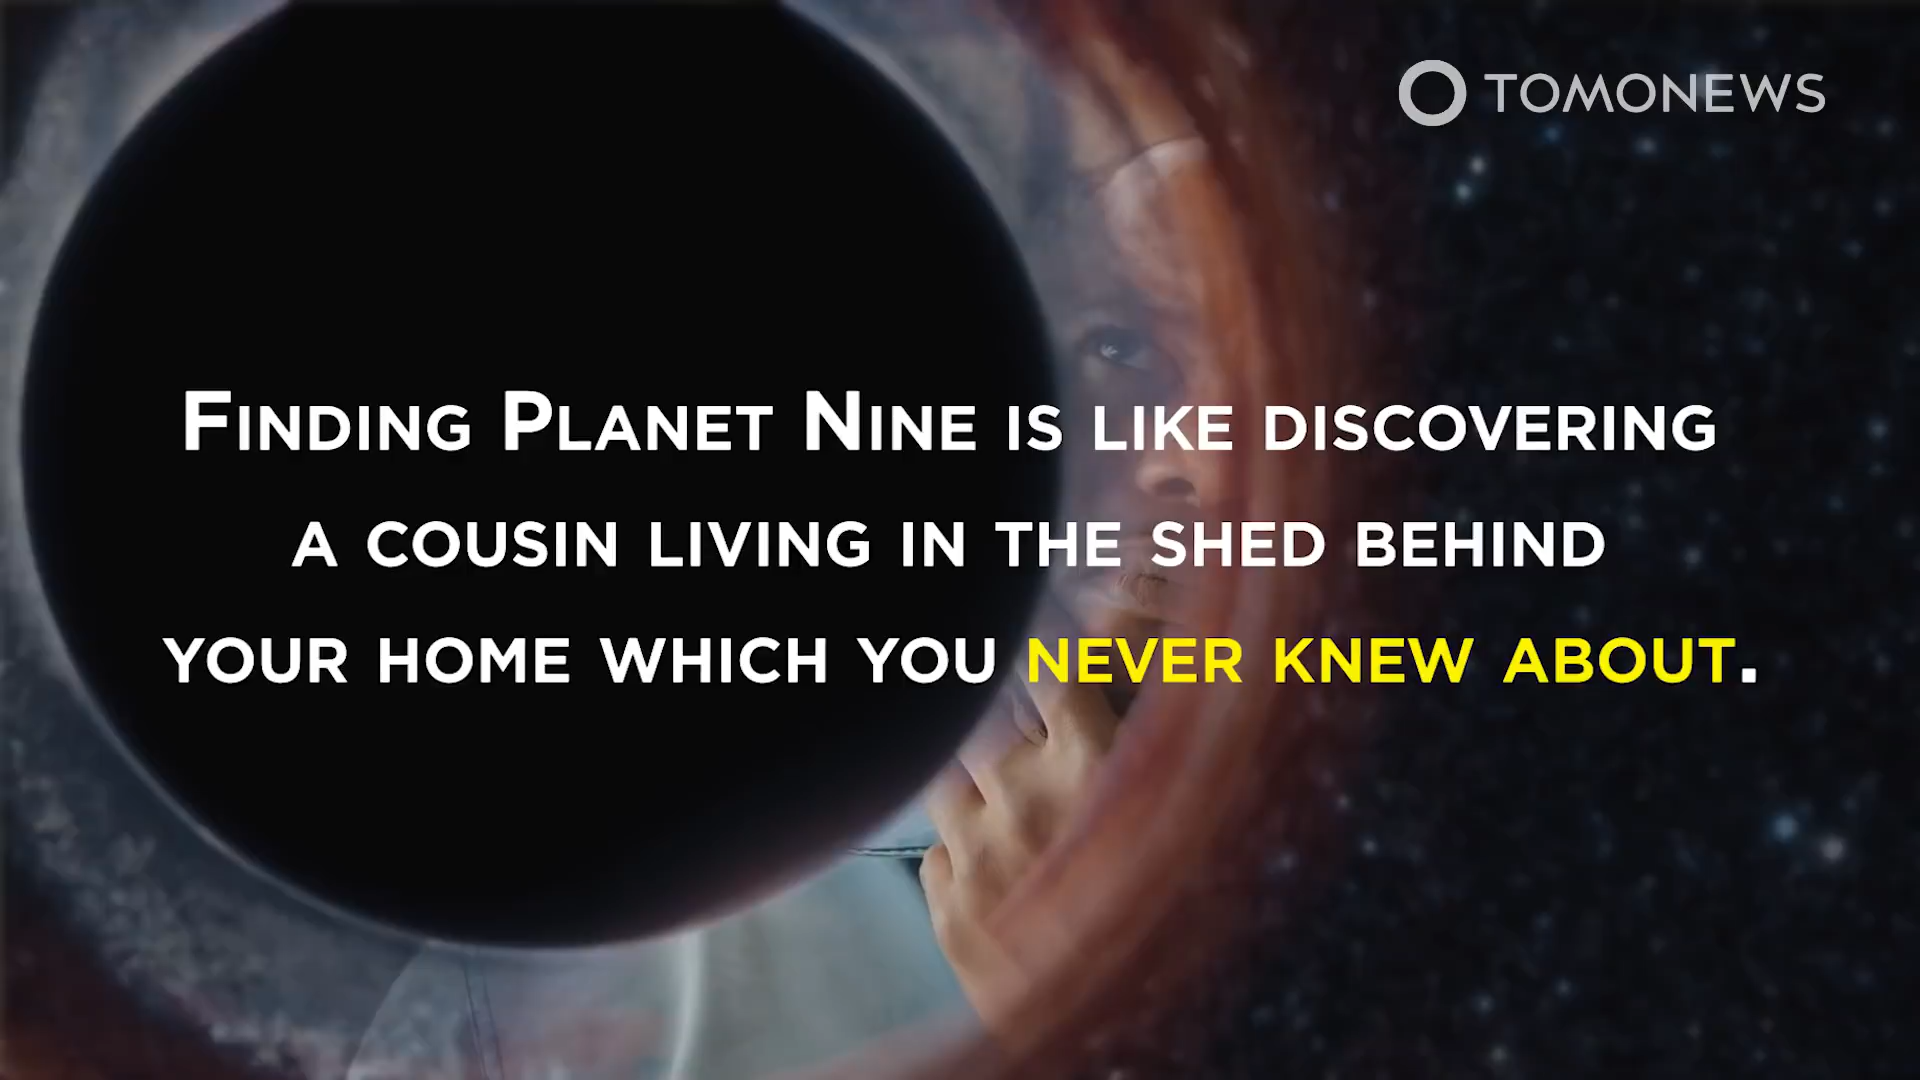 TOMONEWS
Finding Planet Nine is like discovering
a cousin living in the shed behind
your home which you never knew about.